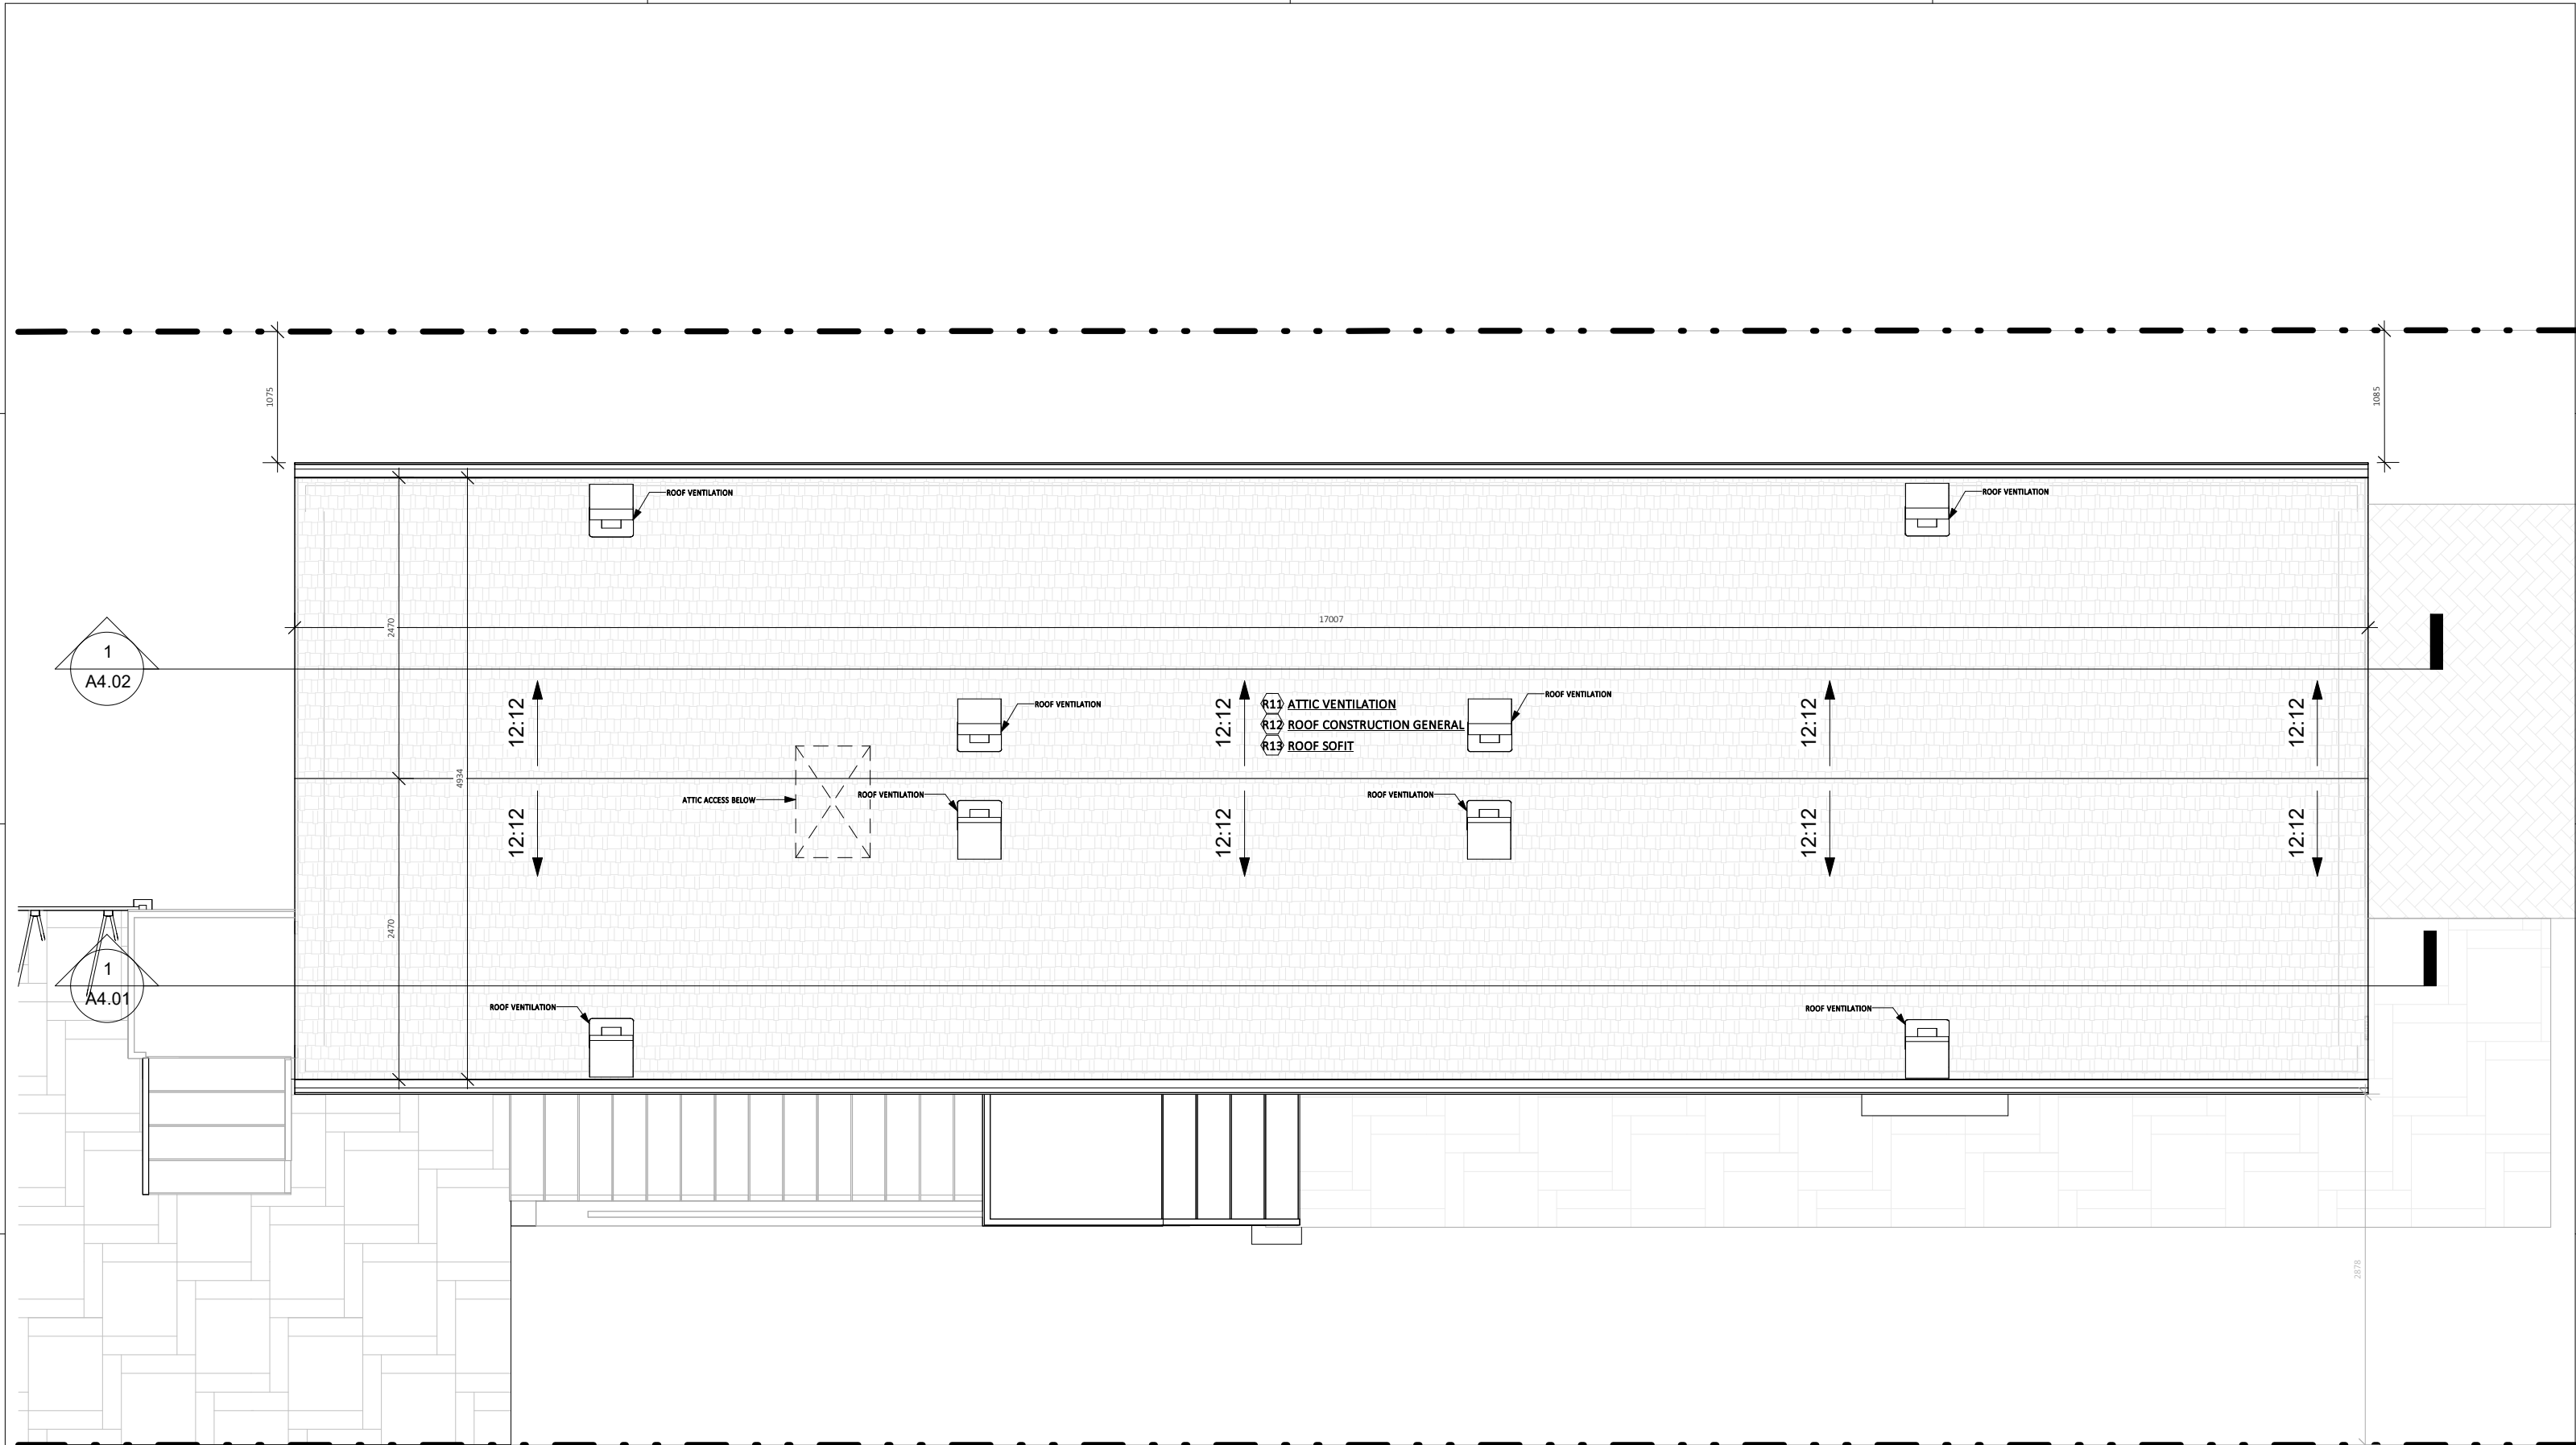 1075
1085
ROOF VENTILATION
ROOF VENTILATION
17007
2470
1
A4.02
12:12
12:12
R11 ATTIC VENTILATION
R12 ROOF CONSTRUCTION GENERAL
R13 ROOF SOFIT
ROOF VENTILATION
ROOF VENTILATION
12:12
12:12
4934
ATTIC ACCESS BELOW
ROOF VENTILATION
ROOF VENTILATION
12:12
12:12
12:12
12:12
2470
1
A4.01
ROOF VENTILATION
ROOF VENTILATION
2878